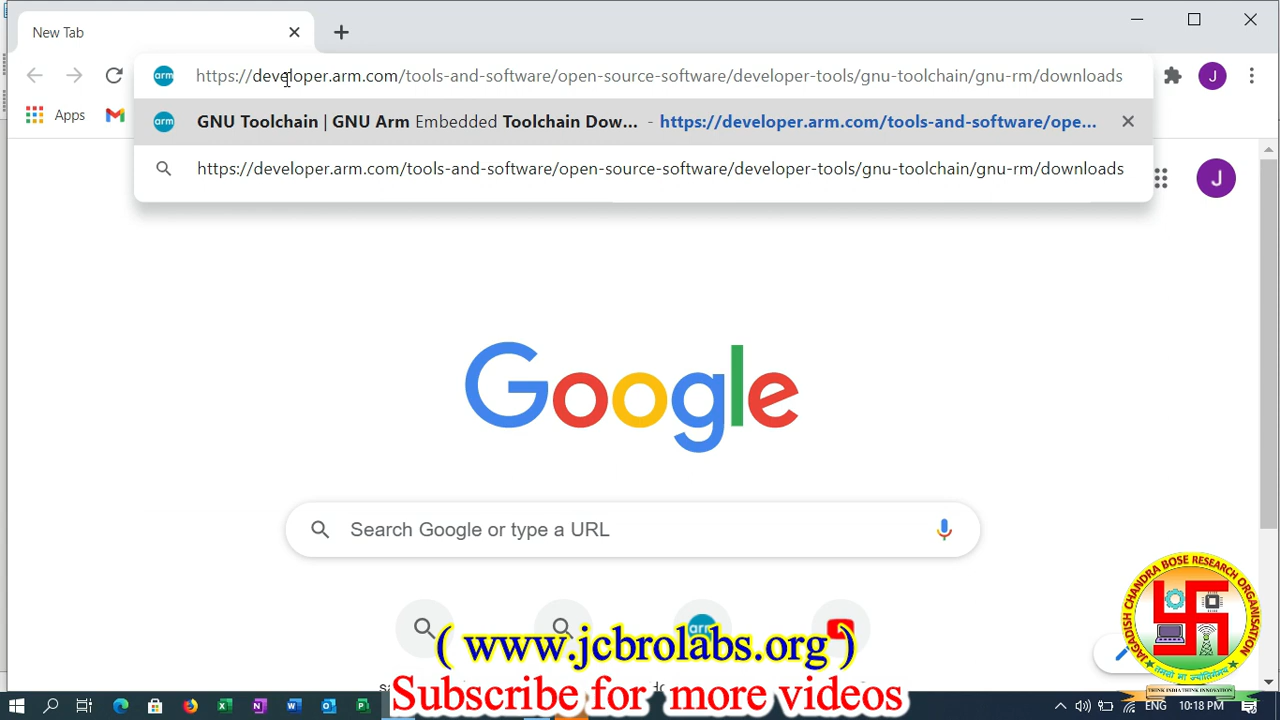 New Tab
https://developer.arm.com/tools-and-software/open-source-software/developer-tools/gnu-toolchain/gnu-rm/downloads
J
Apps
GNU Toolchain | GNU Arm Embedded Toolchain Dow... - https://developer.arm.com/tools-and-software/ope...
https://developer.arm.com/tools-and-software/open-source-software/developer-tools/gnu-toolchain/gnu-rm/downloads
J
Google
Search Google or type a URL
arm
( www.jcbrolabs.org )
Subscribe for more videos
JAGADISH CHANDRA BOSE RESEARCH ORGANISATION
तमसो मा ज्योतिर्गमय
THINK INDIA THINK INNOVATION
ENG
10:18 PM